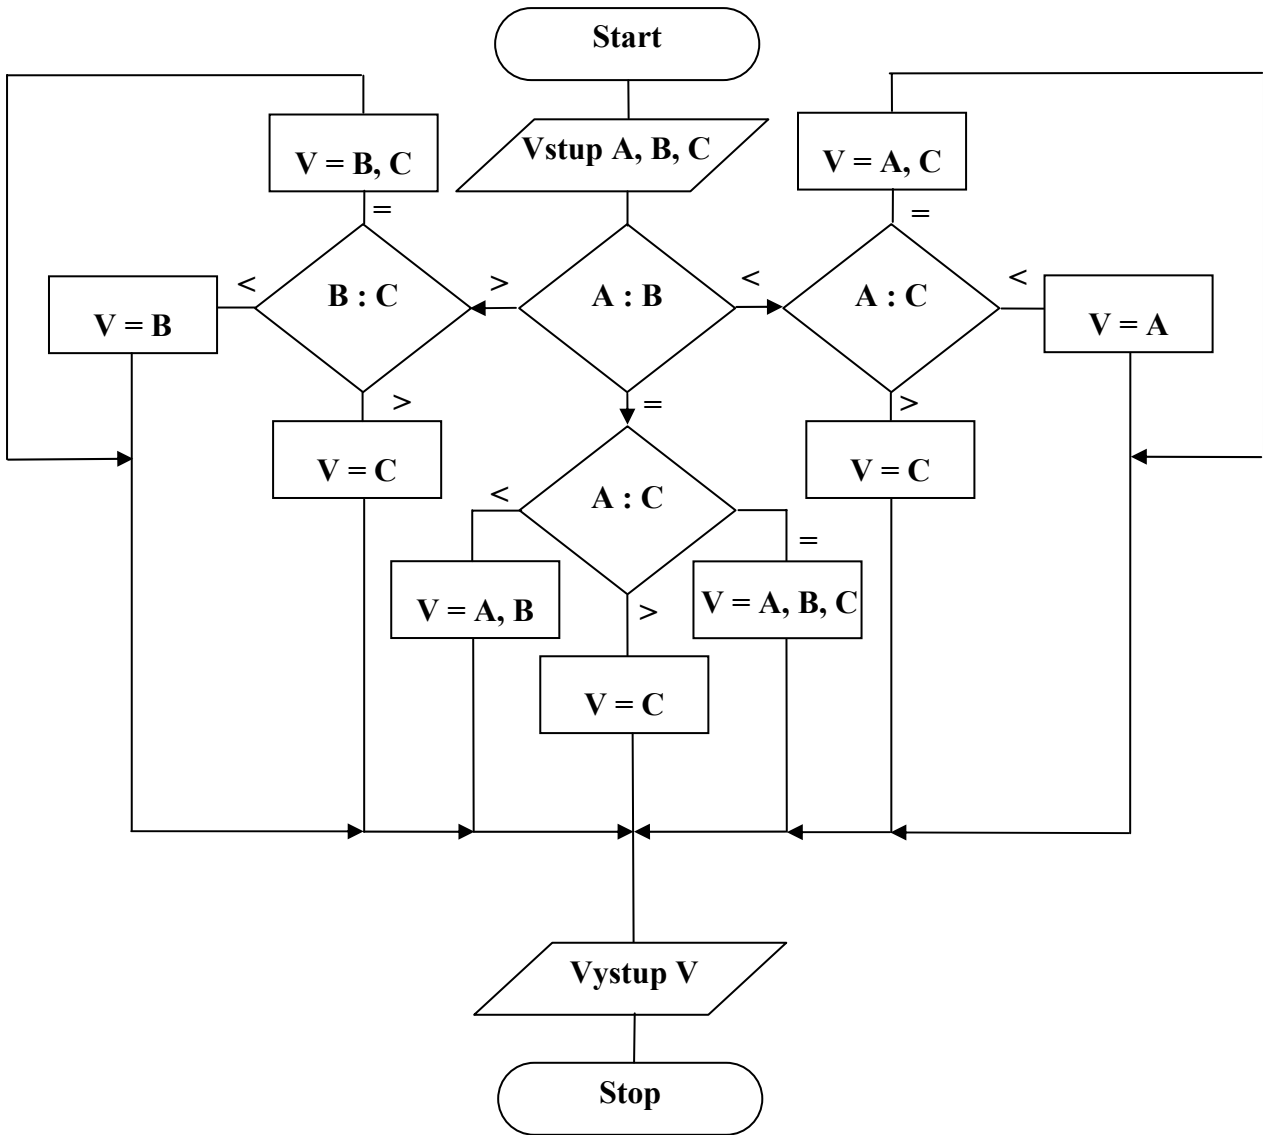 Start
Vstup A, B, C
V = B, C
V = A, C
=
=
<
B : C
>
A : B
<
A : C
<
V = B
V = A
>
=
>
V = C
V = C
<
A : C
=
V = A, B
>
V = A, B, C
V = C
Vystup V
Stop